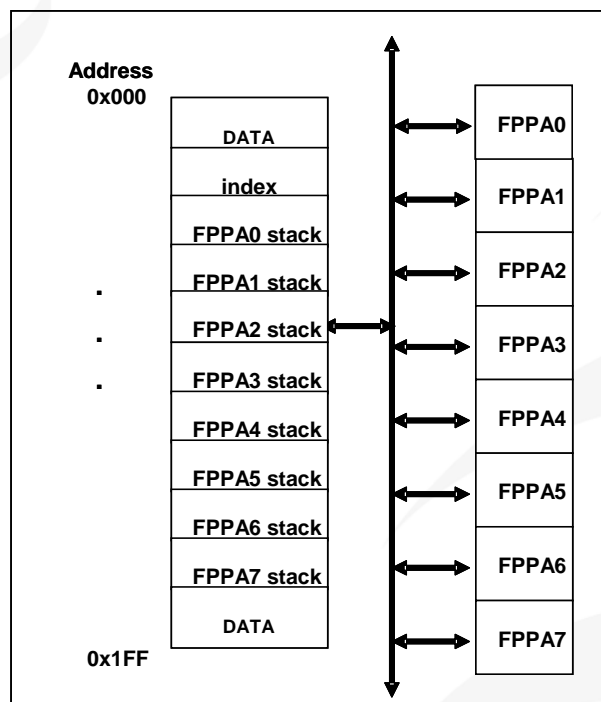 Address
0x000
DATA
index
FPPA0 stack
FPPA1 stack
FPPA2 stack
FPPA3 stack
FPPA4 stack
FPPA5 stack
FPPA6 stack
FPPA7 stack
DATA
0x1FF
FPPA0
FPPA1
FPPA2
FPPA3
FPPA4
FPPA5
FPPA6
FPPA7